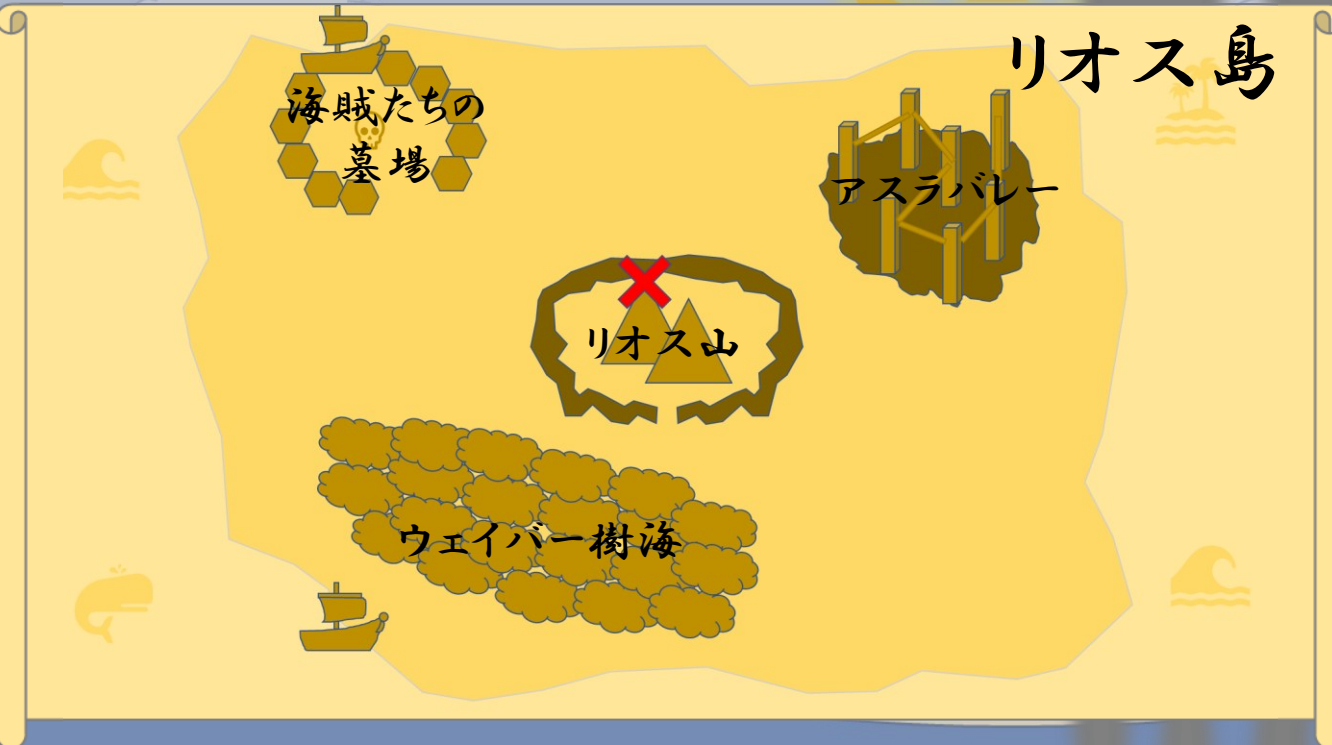 リオス島
海賊たちの
墓場
アスラバレー
リオス山
ウェイバー樹海